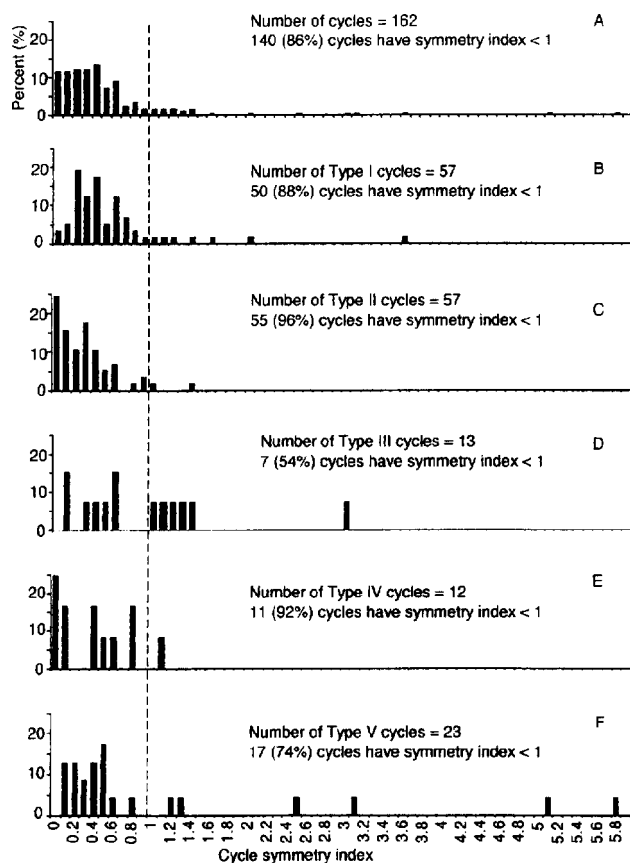 Number of cycles = 162
A
140 (86%) cycles have symmetry index < 1
Percent (%)
20
10
0
Number of Type I cycles = 57
B
50 (88%) cycles have symmetry index < 1
20
10
0
Number of Type II cycles = 57
C
55 (96%) cycles have symmetry index < 1
20
10
0
Number of Type III cycles = 13
D
7 (54%) cycles have symmetry index < 1
20
10
0
Number of Type IV cycles = 12
E
11 (92%) cycles have symmetry index < 1
20
10
0
Number of Type V cycles = 23
F
17 (74%) cycles have symmetry index < 1
20
10
0
0 0.2 0.4 0.6 0.8 1 1.2 1.4 1.6 1.8 2 2.2 2.4 2.6 2.8 3 3.2 3.4 3.6 3.8 4 4.2 4.4 4.6 4.8 5 5.2 5.4 5.6 5.8
Cycle symmetry index